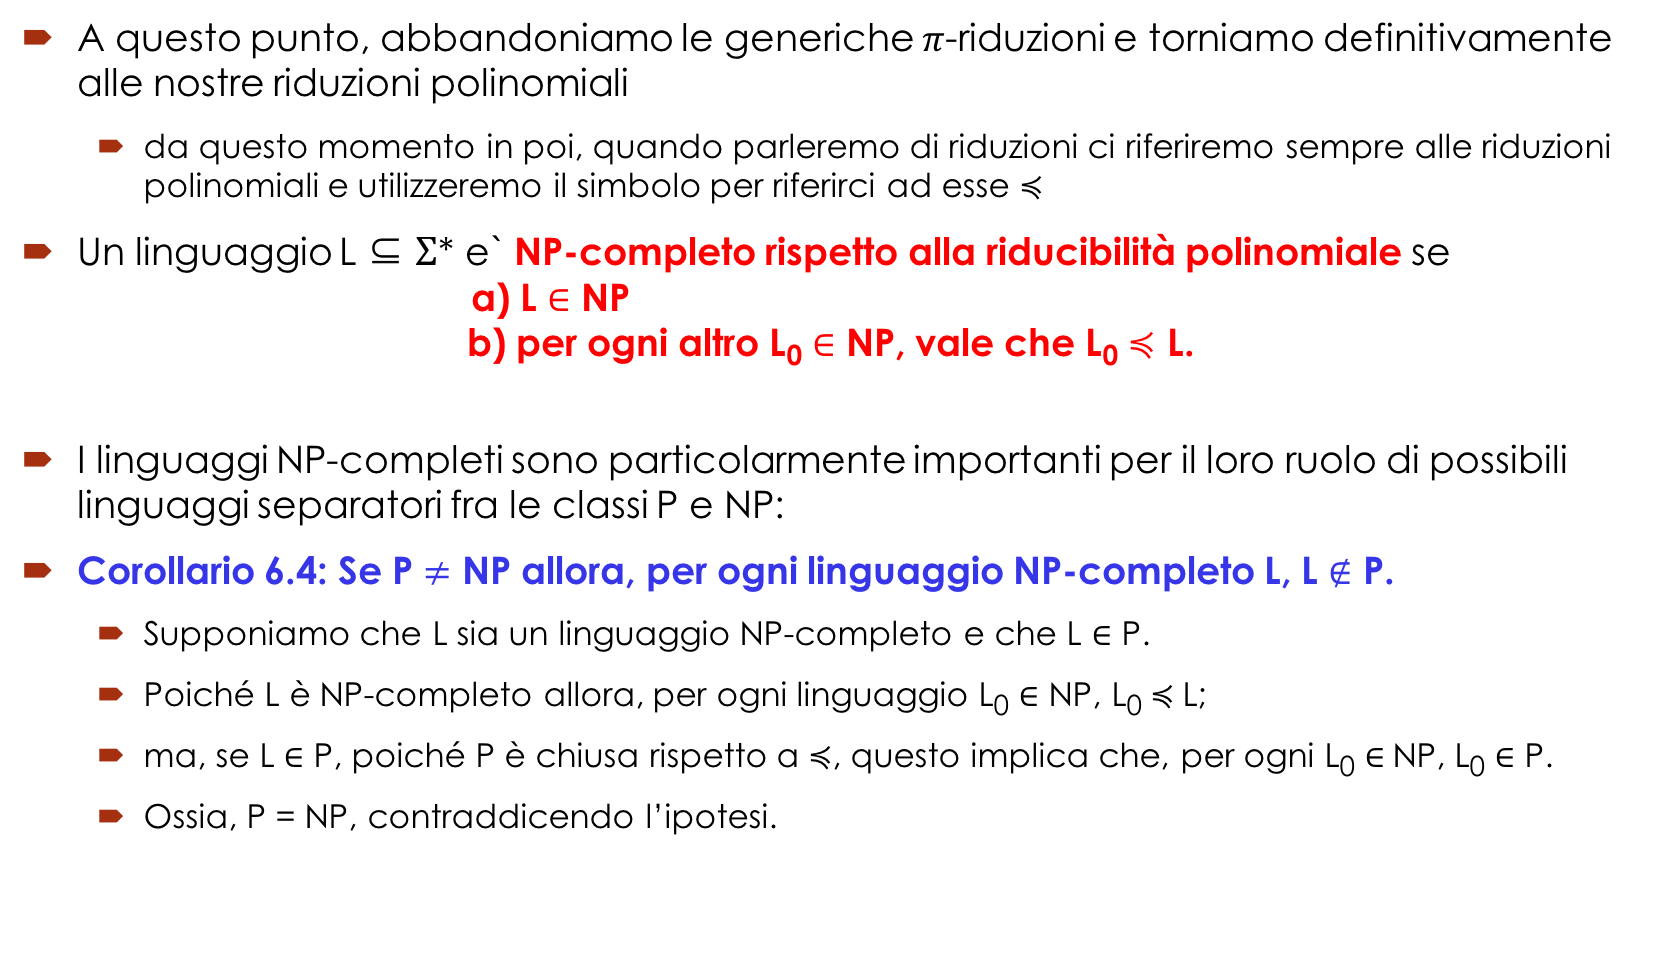 A questo punto, abbandoniamo le generiche 𝜋-riduzioni e torniamo definitivamente
alle nostre riduzioni polinomiali
da questo momento in poi, quando parleremo di riduzioni ci riferiremo sempre alle riduzioni
polinomiali e utilizzeremo il simbolo per riferirci ad esse ≼
Un linguaggio L ⊆ Σ* e` NP-completo rispetto alla riducibilità polinomiale se
a) L ∈ NP
b) per ogni altro L₀ ∈ NP, vale che L₀ ≼ L.
I linguaggi NP-completi sono particolarmente importanti per il loro ruolo di possibili
linguaggi separatori fra le classi P e NP:
Corollario 6.4: Se P ≠ NP allora, per ogni linguaggio NP-completo L, L ∉ P.
Supponiamo che L sia un linguaggio NP-completo e che L ∈ P.
Poiché L è NP-completo allora, per ogni linguaggio L₀ ∈ NP, L₀ ≼ L;
ma, se L ∈ P, poiché P è chiusa rispetto a ≼, questo implica che, per ogni L₀ ∈ NP, L₀ ∈ P.
Ossia, P = NP, contraddicendo l’ipotesi.